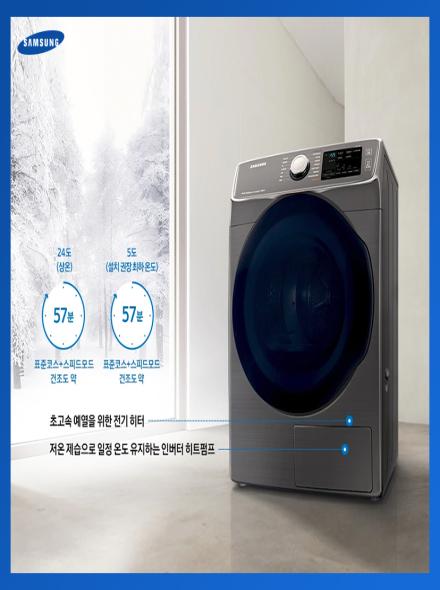 SAMSUNG
SAMSUNG
24도
(상온)
5도
(설치 권장 최하 온도)
57분
57분
표준코스+스피드모드
건조도 약
표준코스+스피드모드
건조도 약
초고속 예열을 위한 전기 히터
저온 제습으로 일정 온도 유지하는 인버터 히트펌프